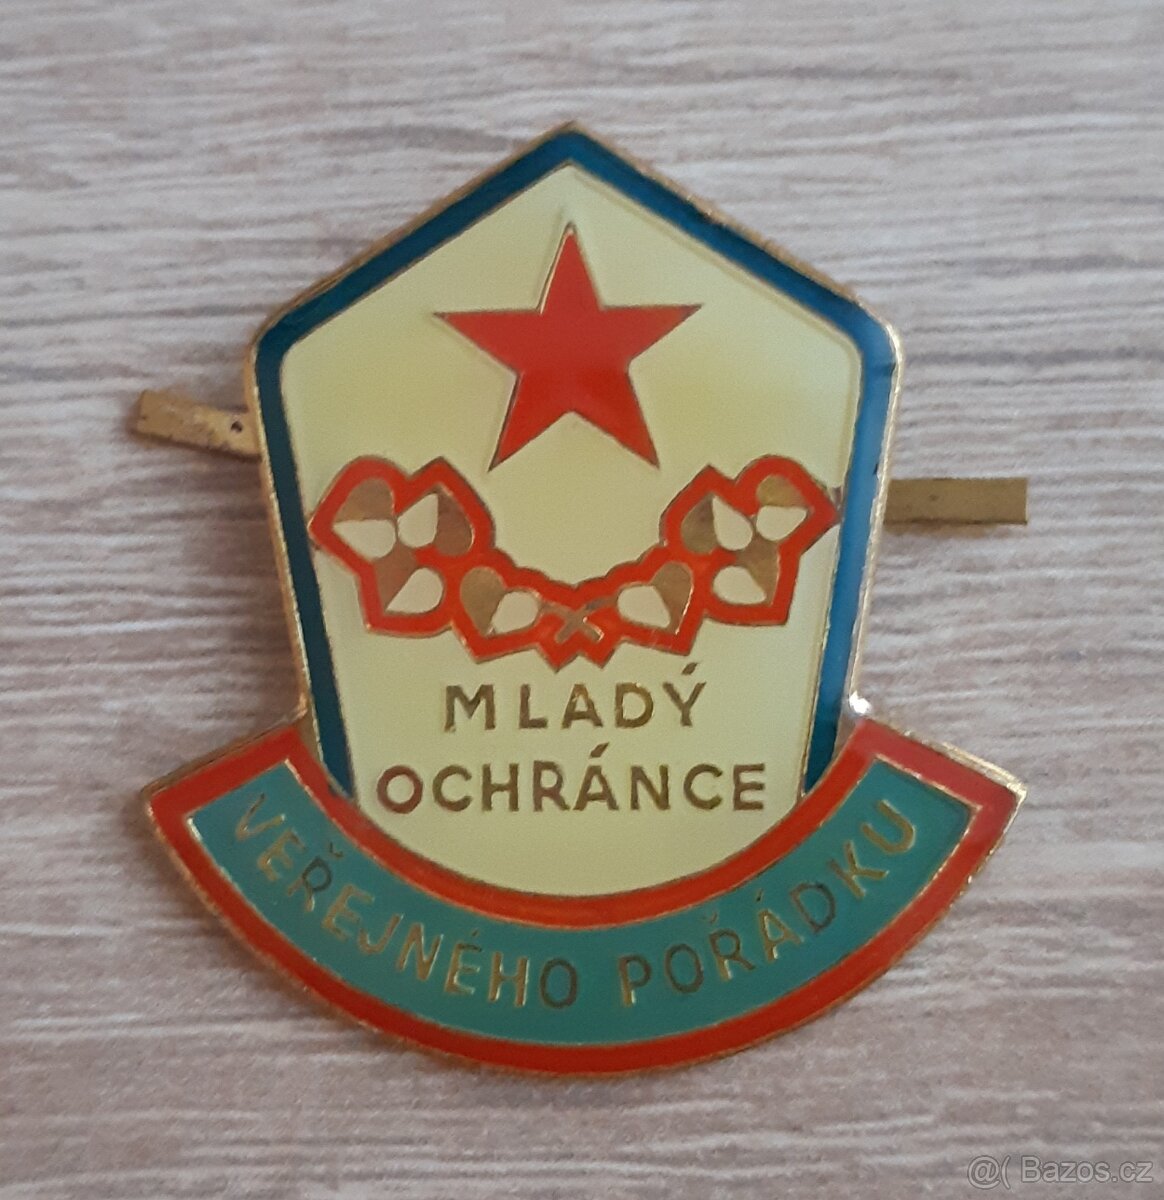 MLADÝ
OCHRÁNCE
VEŘEJNÉHO POŘÁDKU
@( Bazos.cz